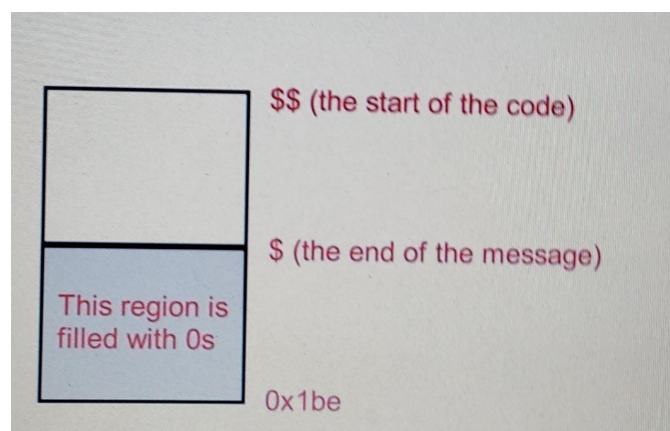 $$ (the start of the code)
$ (the end of the message)
This region is
filled with 0s
0x1be